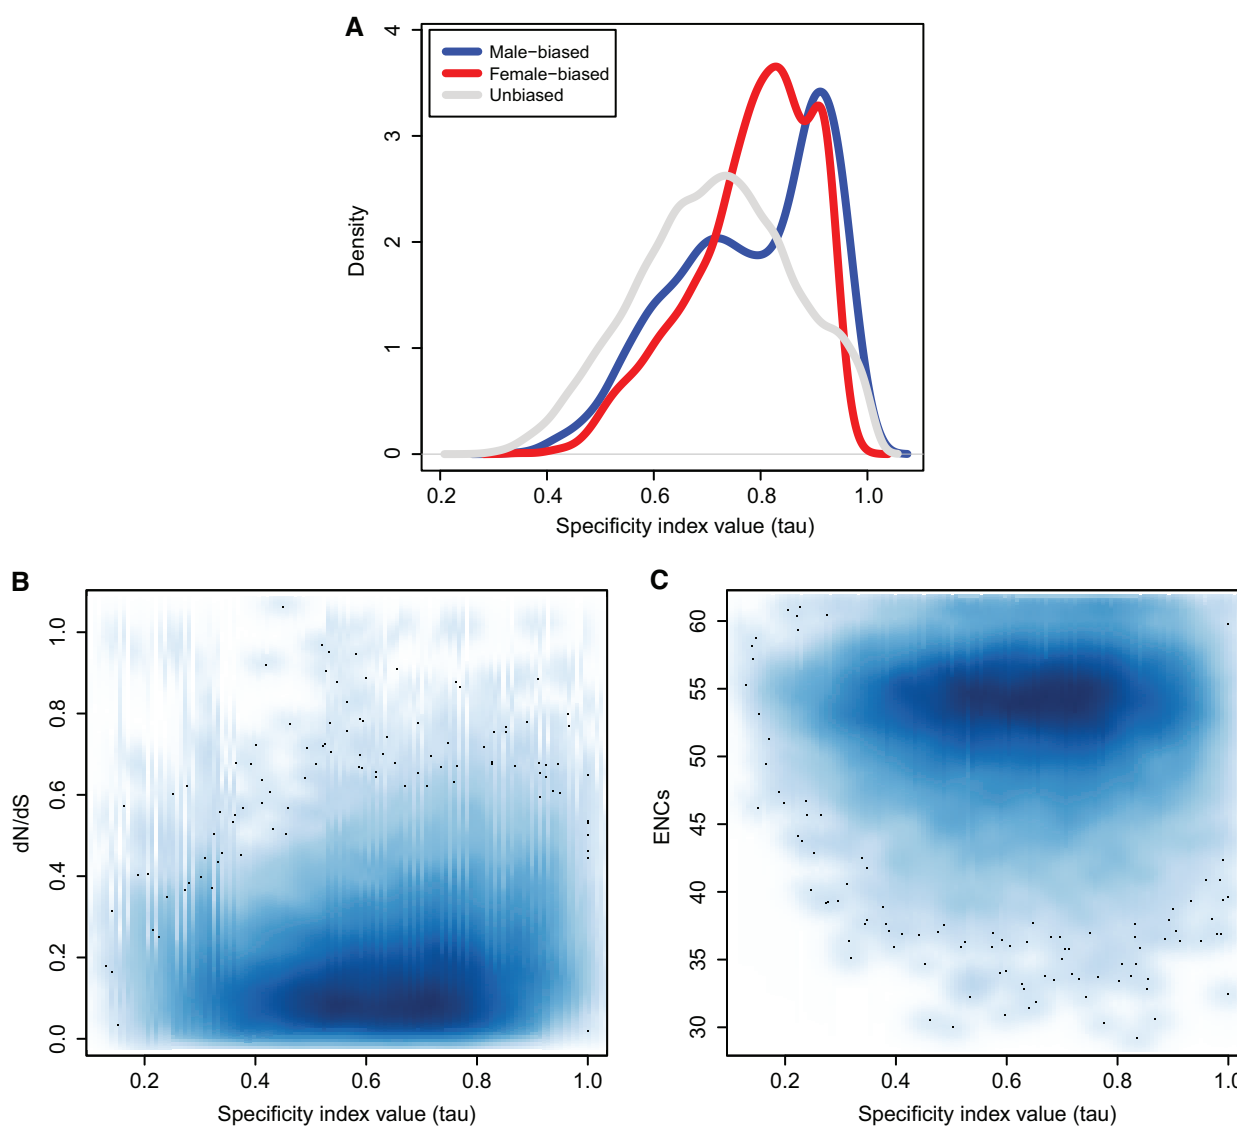 A
Male−biased
Female−biased
Unbiased
Density
0
1
2
3
4
0.2 0.4 0.6 0.8 1.0
Specificity index value (tau)
B
dN/dS
0.0
0.2
0.4
0.6
0.8
1.0
0.2 0.4 0.6 0.8 1.0
Specificity index value (tau)
C
ENCs
30
35
40
45
50
55
60
0.2 0.4 0.6 0.8 1.0
Specificity index value (tau)